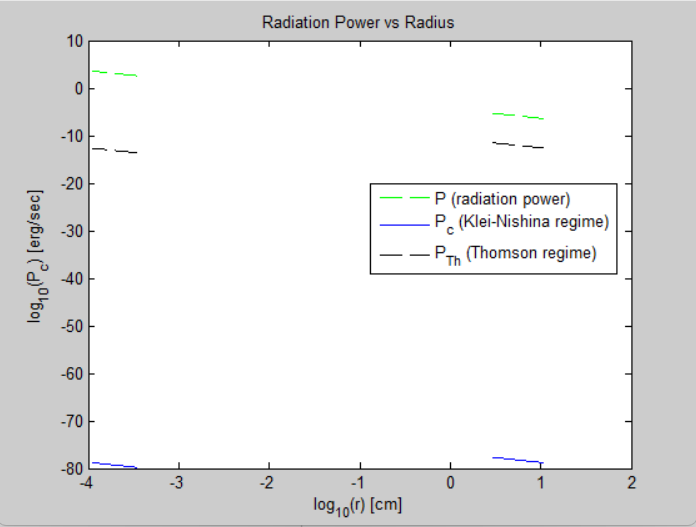 Radiation Power vs Radius
10
0
-10
-20
-30
-40
-50
-60
-70
-80
log10(Pc) [erg/sec]
P (radiation power)
Pc (Klei-Nishina regime)
PTh (Thomson regime)
-4 -3 -2 -1 0 1 2
log10(r) [cm]